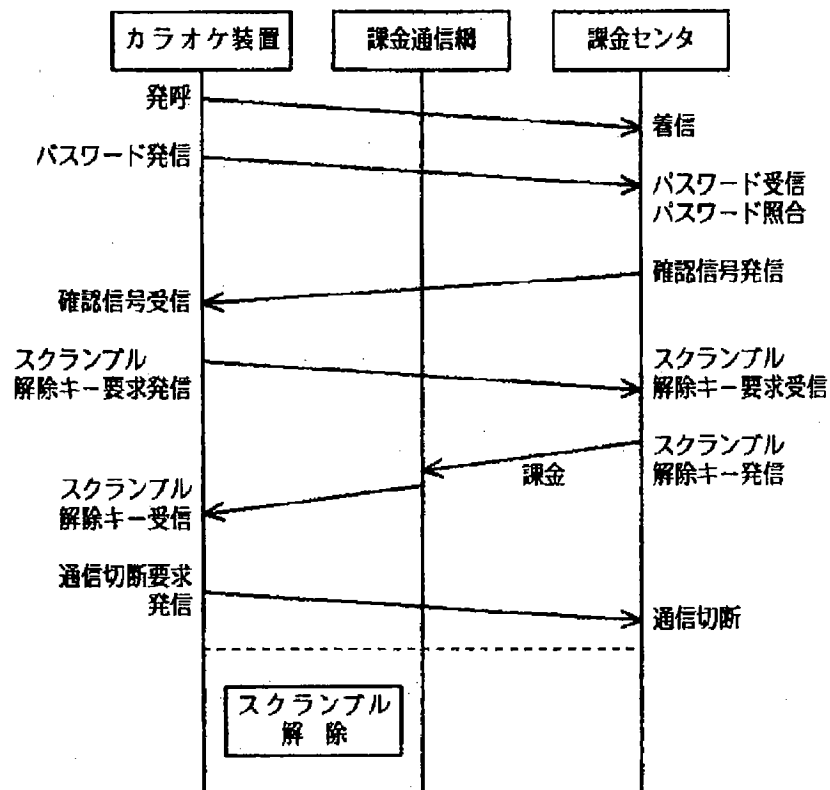 カラオケ装置
課金通信網
課金センタ
発呼
着信
パスワード発信
パスワード受信
パスワード照合
確認信号発信
確認信号受信
スクランブル
解除キー要求発信
スクランブル
解除キー要求受信
スクランブル
解除キー発信
課金
スクランブル
解除キー受信
通信切断要求
発信
通信切断
スクランブル
解除